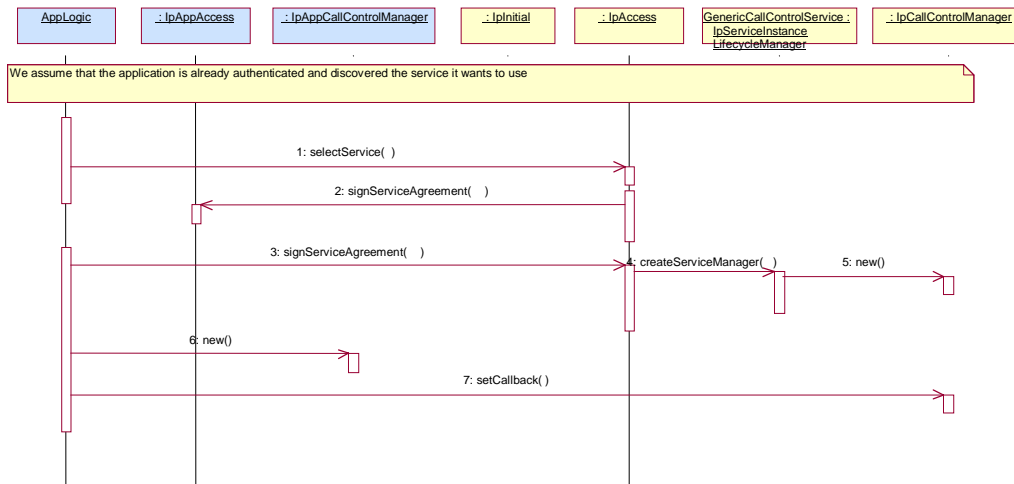 AppLogic
: IpAppAccess
: IpAppCallControlManager
: IpInitial
: IpAccess
GenericCallControlService :
IpServiceInstance
LifecycleManager
: IpCallControlManager
We assume that the application is already authenticated and discovered the service it wants to use
1: selectService( )
2: signServiceAgreement( )
3: signServiceAgreement( )
4: createServiceManager( )
5: new()
6: new()
7: setCallback( )